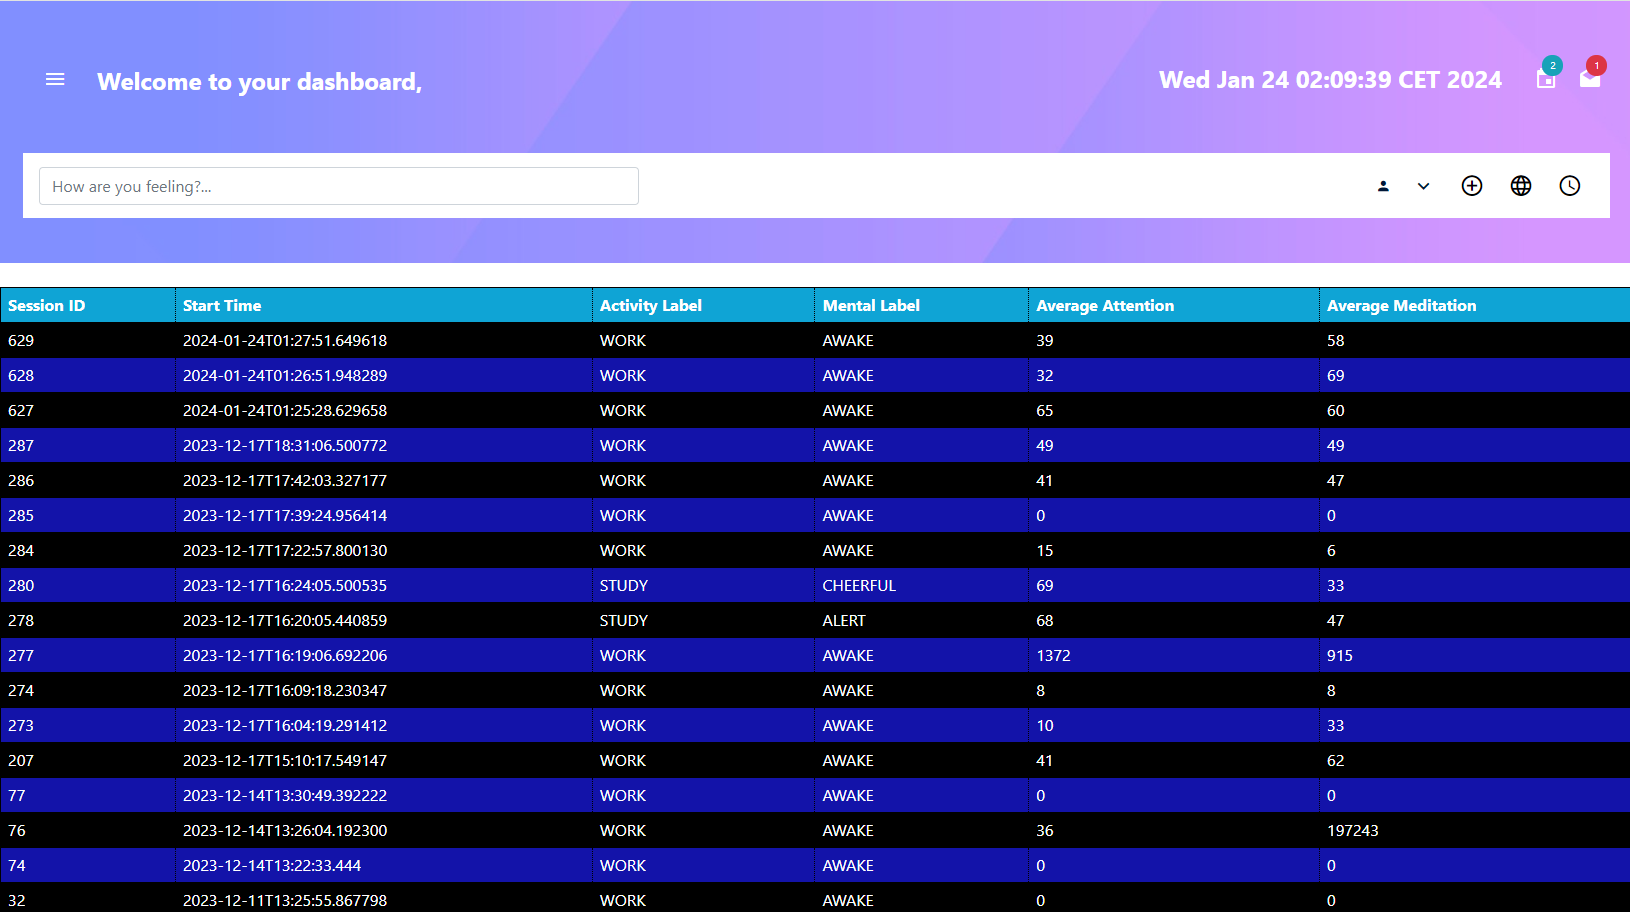 Welcome to your dashboard,
Wed Jan 24 02:09:39 CET 2024
2
1
How are you feeling?...
Session ID Start Time Activity Label Mental Label Average Attention Average Meditation
629 2024-01-24T01:27:51.649618 WORK AWAKE 39 58
628 2024-01-24T01:26:51.948289 WORK AWAKE 32 69
627 2024-01-24T01:25:28.629658 WORK AWAKE 65 60
287 2023-12-17T18:31:06.500772 WORK AWAKE 49 49
286 2023-12-17T17:42:03.327177 WORK AWAKE 41 47
285 2023-12-17T17:39:24.956414 WORK AWAKE 0 0
284 2023-12-17T17:22:57.800130 WORK AWAKE 15 6
280 2023-12-17T16:24:05.500535 STUDY CHEERFUL 69 33
278 2023-12-17T16:20:05.440859 STUDY ALERT 68 47
277 2023-12-17T16:19:06.692206 WORK AWAKE 1372 915
274 2023-12-17T16:09:18.230347 WORK AWAKE 8 8
273 2023-12-17T16:04:19.291412 WORK AWAKE 10 33
207 2023-12-17T15:10:17.549147 WORK AWAKE 41 62
77 2023-12-14T13:30:49.392222 WORK AWAKE 0 0
76 2023-12-14T13:26:04.192300 WORK AWAKE 36 197243
74 2023-12-14T13:22:33.444 WORK AWAKE 0 0
32 2023-12-11T13:25:55.867798 WORK AWAKE 0 0